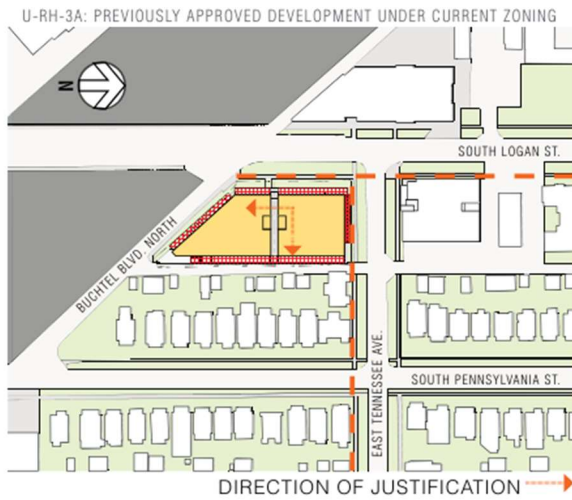 U-RH-3A: PREVIOUSLY APPROVED DEVELOPMENT UNDER CURRENT ZONING
N
SOUTH LOGAN ST.
BUCHTEL BLVD. NORTH
EAST TENNESSEE AVE.
SOUTH PENNSYLVANIA ST.
DIRECTION OF JUSTIFICATION